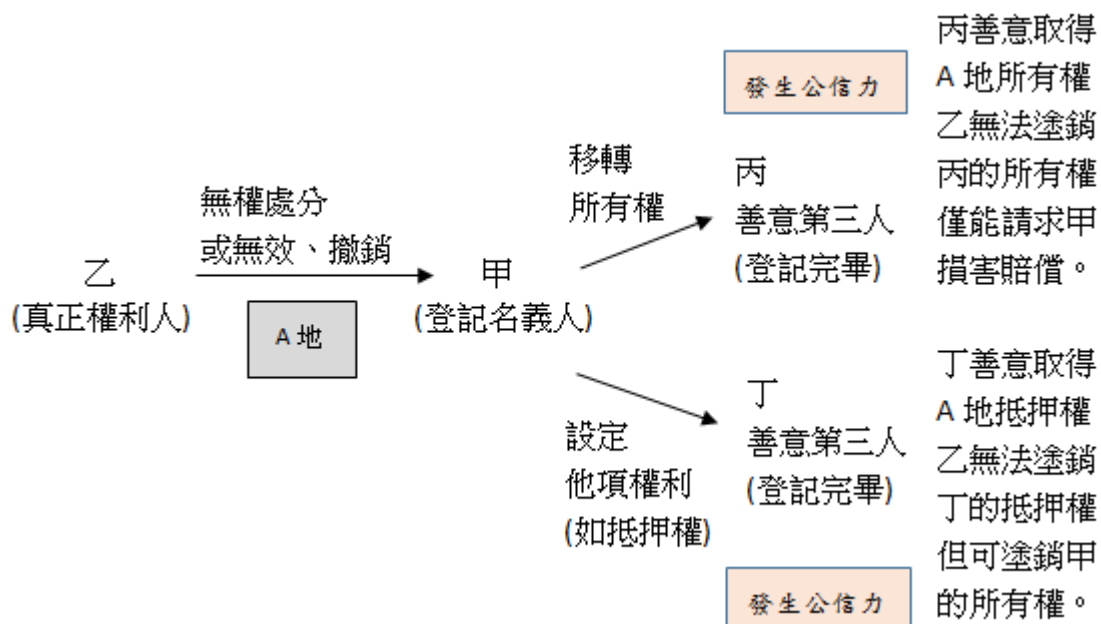 無權處分
或無效、撤銷
乙
(真正權利人)
A 地
甲
(登記名義人)
移轉
所有權
發生公信力
丙
善意第三人
(登記完畢)
丙善意取得
A 地所有權
乙無法塗銷
丙的所有權
僅能請求甲
損害賠償。
設定
他項權利
(如抵押權)
丁
善意第三人
(登記完畢)
發生公信力
丁善意取得
A 地抵押權
乙無法塗銷
丁的抵押權
但可塗銷甲
的所有權。